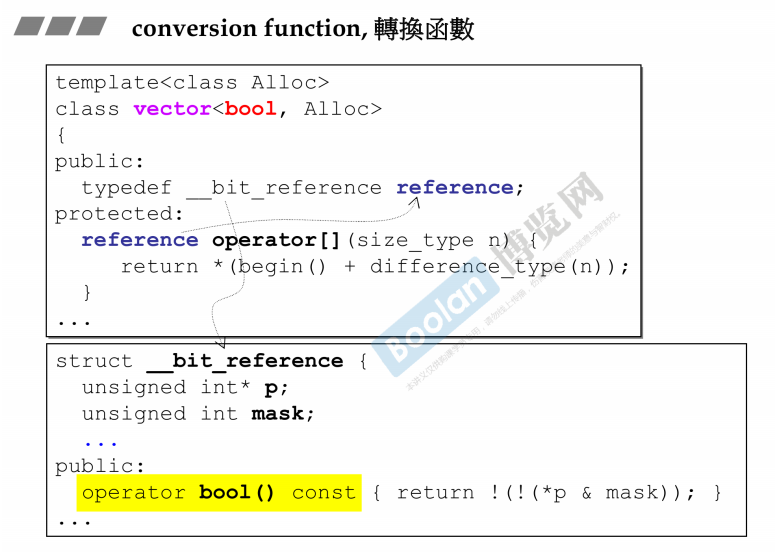 conversion function, 轉換函數
template<class Alloc>
class vector<bool, Alloc>
{
public:
  typedef __bit_reference reference;
protected:
  reference operator[](size_type n) {
     return *(begin() + difference_type(n));
  }
...
Boolan 博览网
struct __bit_reference {
  unsigned int* p;
  unsigned int mask;
  ...
public:
  operator bool() const { return !(!(*p & mask)); }
...